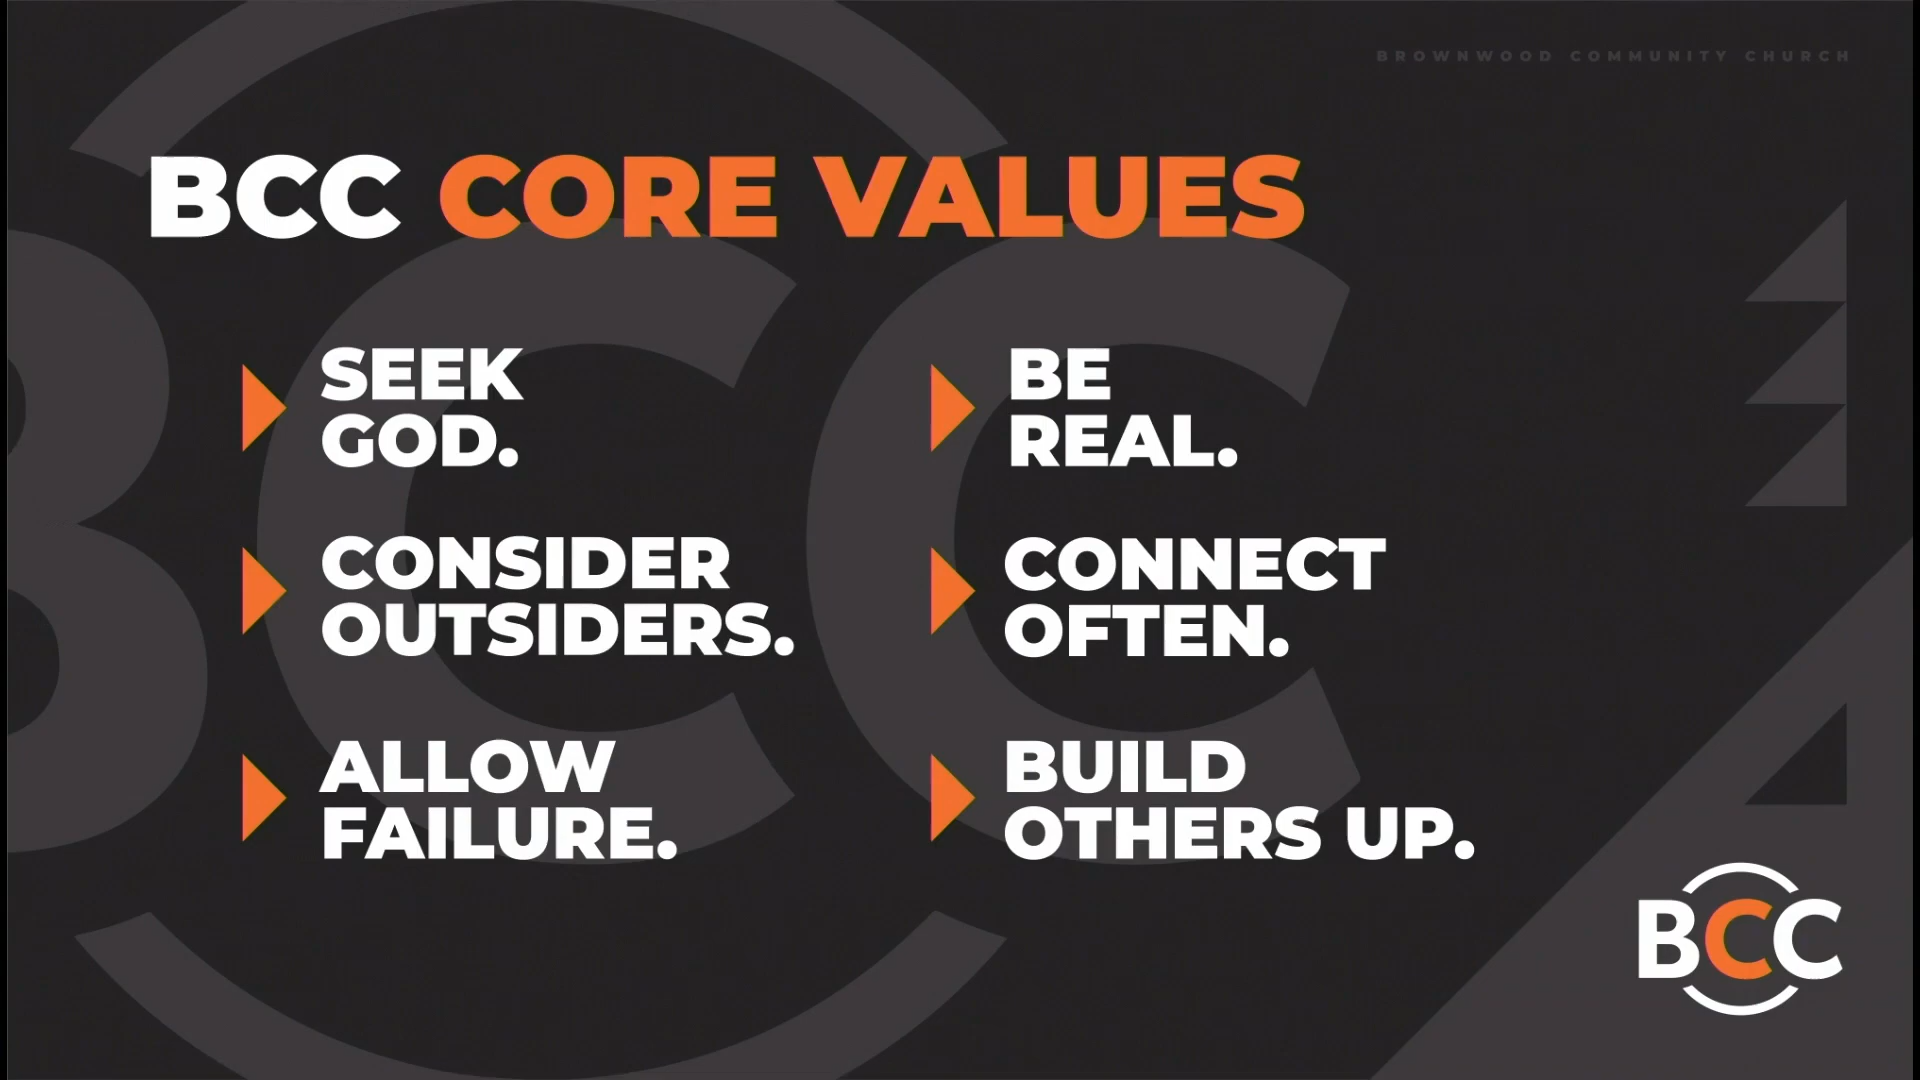 BROWNWOOD COMMUNITY CHURCH
BCC CORE VALUES
SEEK
GOD.
CONSIDER
OUTSIDERS.
ALLOW
FAILURE.
BE
REAL.
CONNECT
OFTEN.
BUILD
OTHERS UP.
BCC
BCC